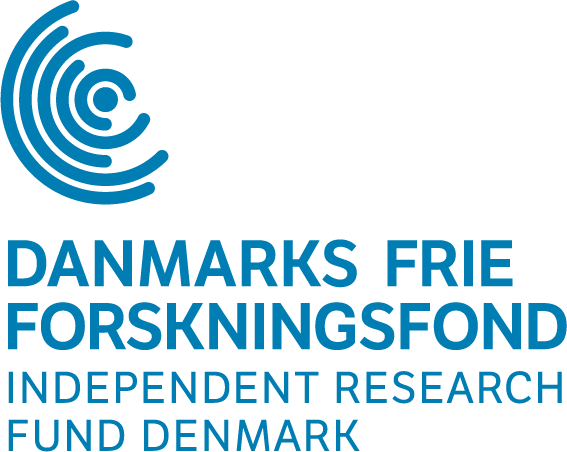 DANMARKS FRIE
FORSKNINGSFOND
INDEPENDENT RESEARCH
FUND DENMARK